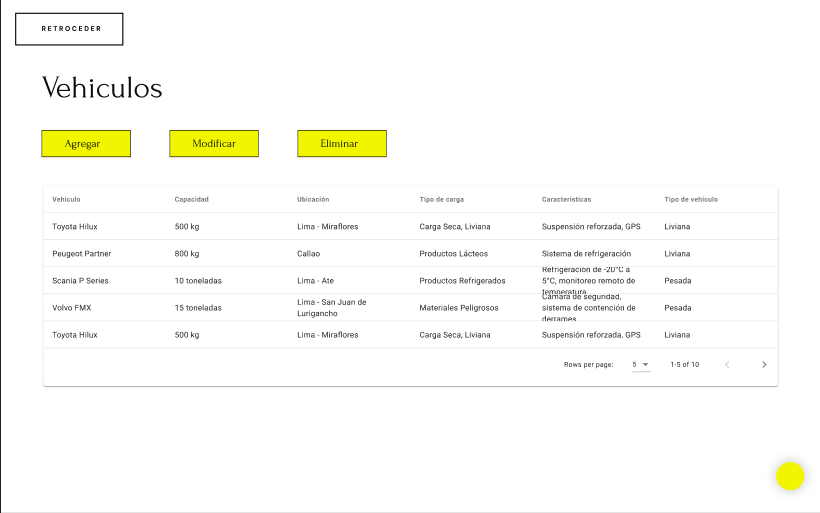 RETROCEDER
Vehiculos
Agregar Modificar Eliminar
Vehículo Capacidad Ubicación Tipo de carga Características Tipo de vehículo
Toyota Hilux 500 kg Lima - Miraflores Carga Seca, Liviana Suspensión reforzada, GPS Liviana
Peugeot Partner 800 kg Callao Productos Lácteos Sistema de refrigeración Liviana
Refrigeración de -20°C a
Scania P Series 10 toneladas Lima - Ate Productos Refrigerados 5°C, monitoreo remoto de Pesada
temperatura
Lima - San Juan de Cámara de seguridad,
Volvo FMX 15 toneladas Lurigancho Materiales Peligrosos sistema de contención de Pesada
derrames
Toyota Hilux 500 kg Lima - Miraflores Carga Seca, Liviana Suspensión reforzada, GPS Liviana
Rows per page: 5 1-5 of 10